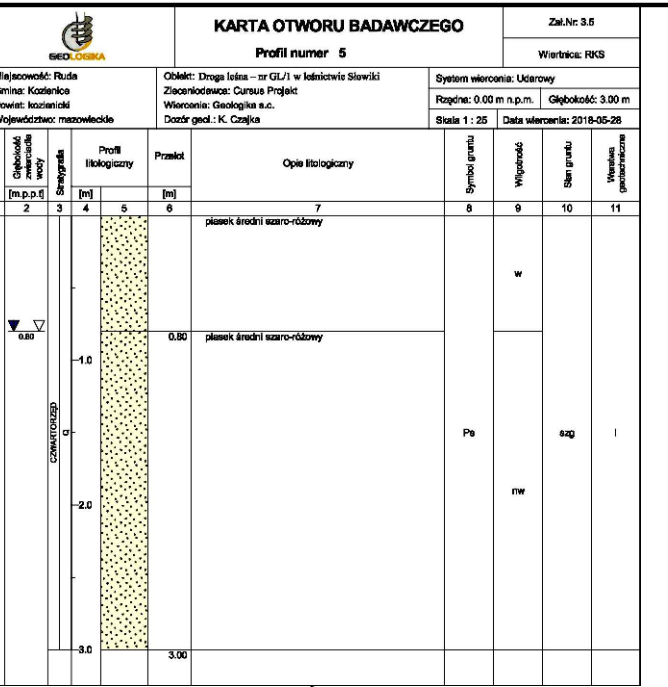 GEOLOGIKA
KARTA OTWORU BADAWCZEGO
Profil numer 5
Zał.Nr: 3.5
Wiertnica: RKS
Miejscowość: Ruda
Gmina: Kozienice
Powiat: kozienicki
Województwo: mazowieckie
Obiekt: Droga leśna – nr GL/1 w leśnictwie Słowiki
Zleceniodawca: Cursus Projekt
Wiercenie: Geologika s.c.
Dozór geol.: K. Czajka
System wiercenia: Udarowy
Rzędna: 0.00 m n.p.m. Głębokość: 3.00 m
Skala 1 : 25 Data wiercenia: 2018-05-28
Głębokość zwierciadła wody
[m.p.p.t]
Stratygrafia
Profil
litologiczny
[m]
Przelot
[m]
Opis litologiczny
Symbol gruntu
Wilgotność
Stan gruntu
Warstwa geotechniczna
2 3 4 5 6 7 8 9 10 11
piasek średni szaro-różowy
w
0.80
0.80 piasek średni szaro-różowy
1.0
CZWARTORZĘD
Q
Ps szg I
nw
2.0
3.0
3.00